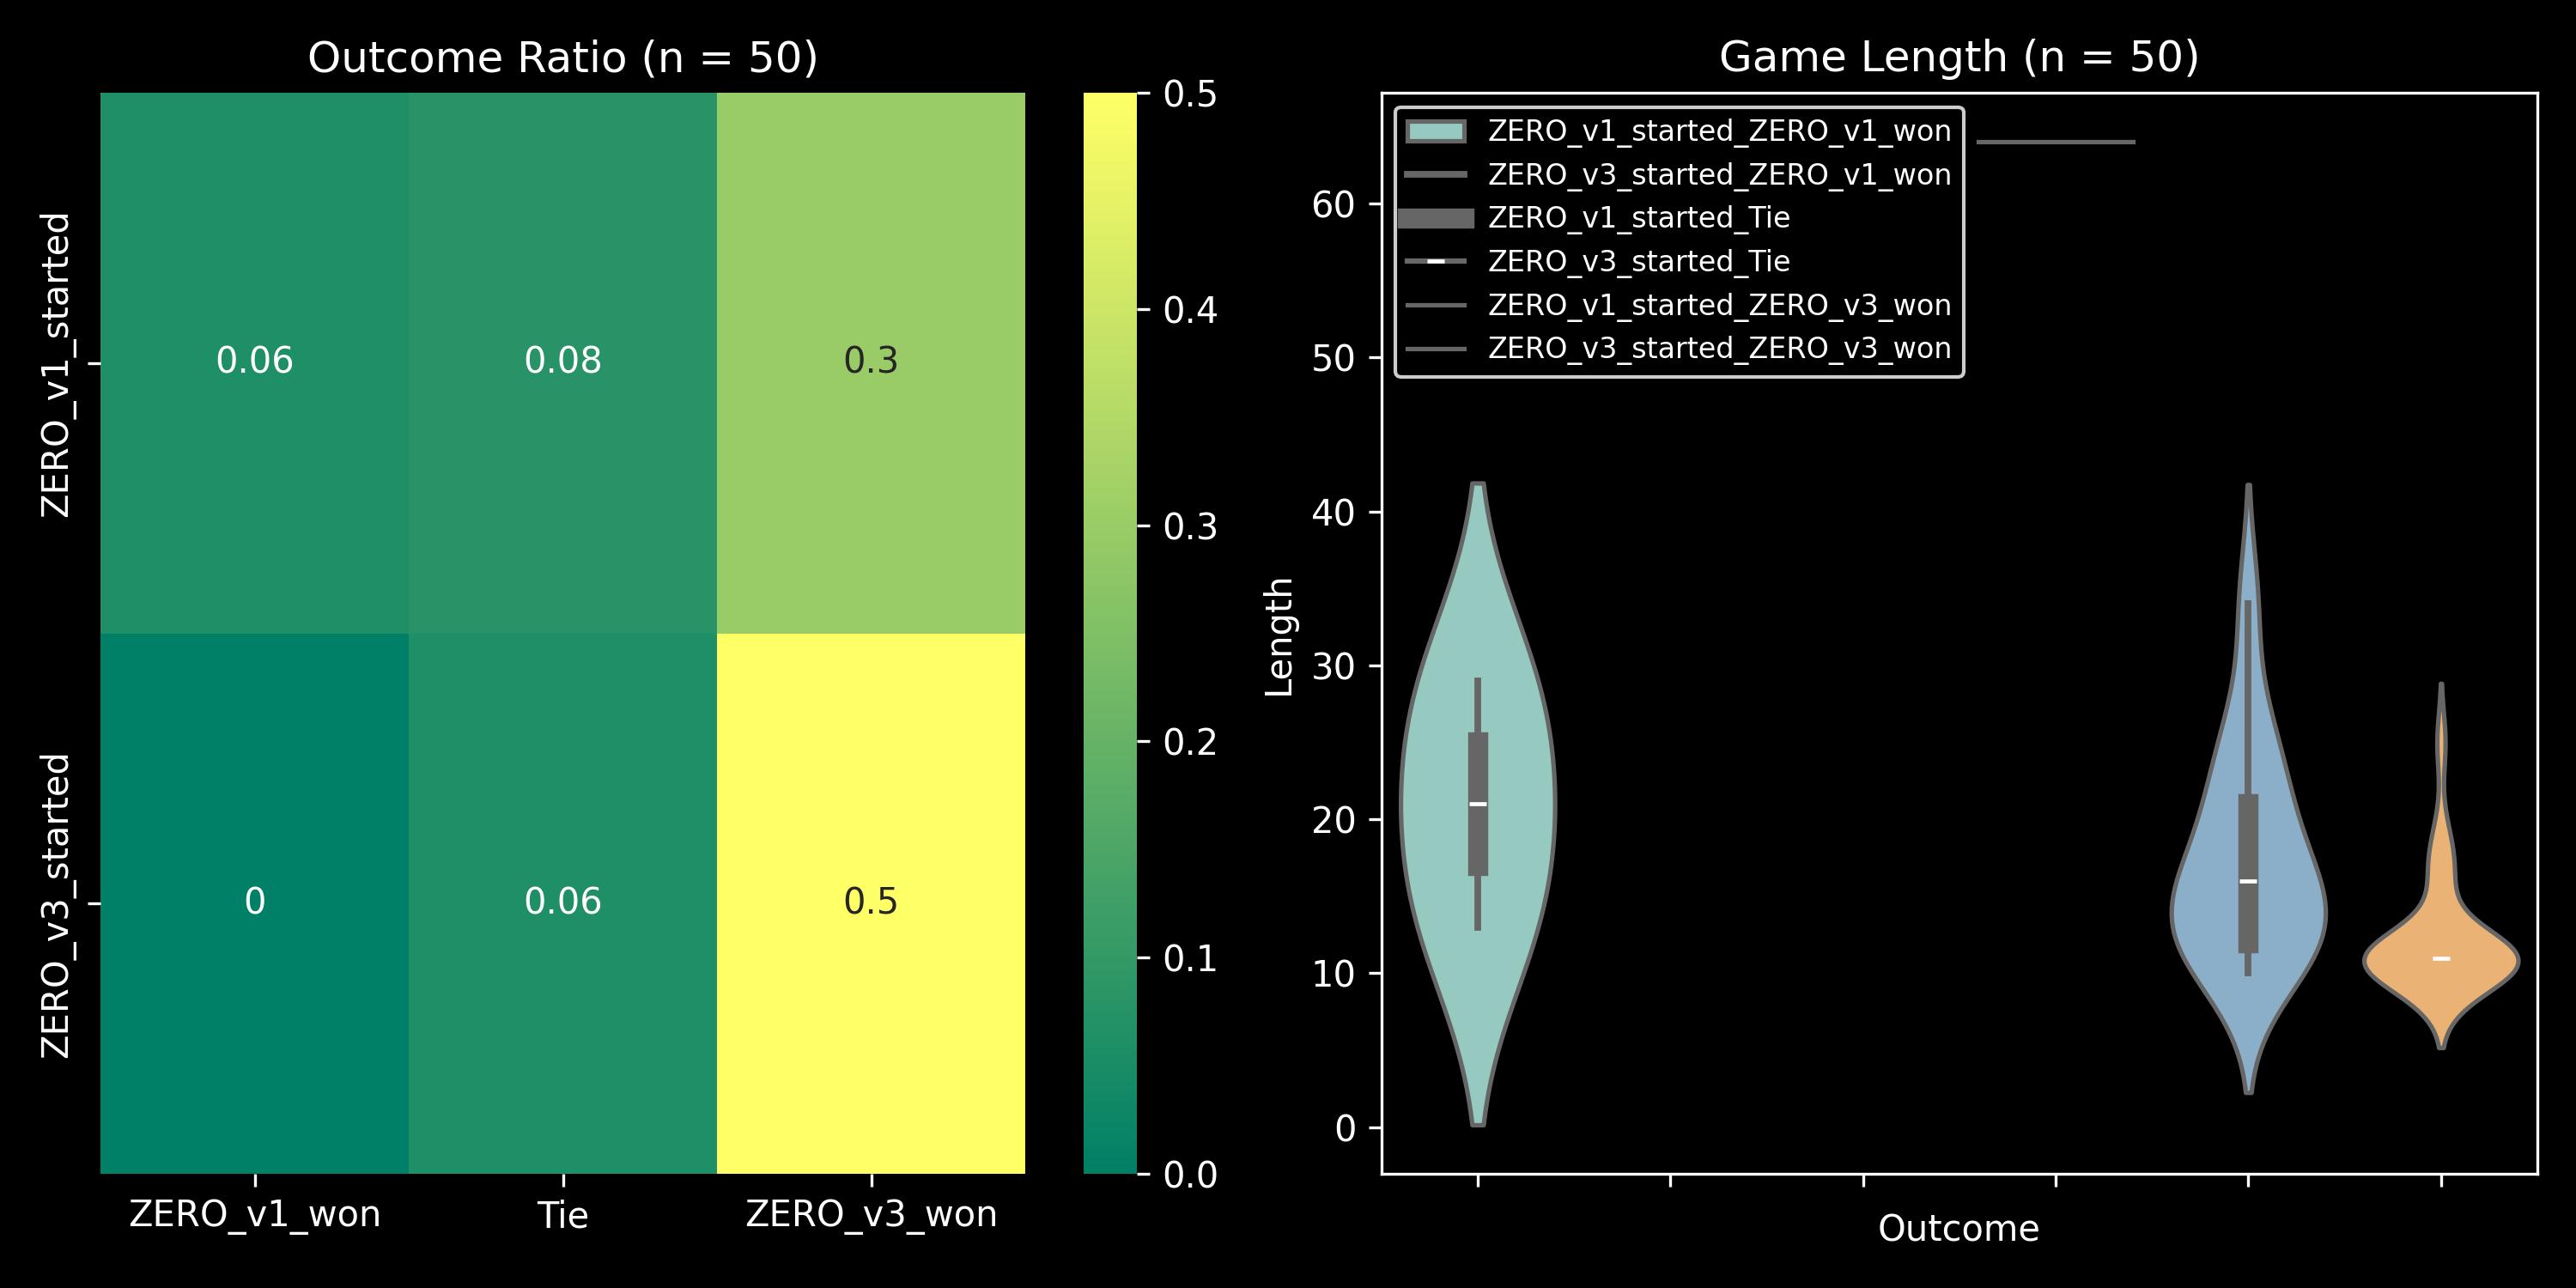 Outcome Ratio (n = 50)
ZERO_v1_started
ZERO_v3_started
0.06
0.08
0.3
0
0.06
0.5
ZERO_v1_won
Tie
ZERO_v3_won
0.5
0.4
0.3
0.2
0.1
0.0
Game Length (n = 50)
ZERO_v1_started_ZERO_v1_won
ZERO_v3_started_ZERO_v1_won
ZERO_v1_started_Tie
ZERO_v3_started_Tie
ZERO_v1_started_ZERO_v3_won
ZERO_v3_started_ZERO_v3_won
Length
60
50
40
30
20
10
0
Outcome